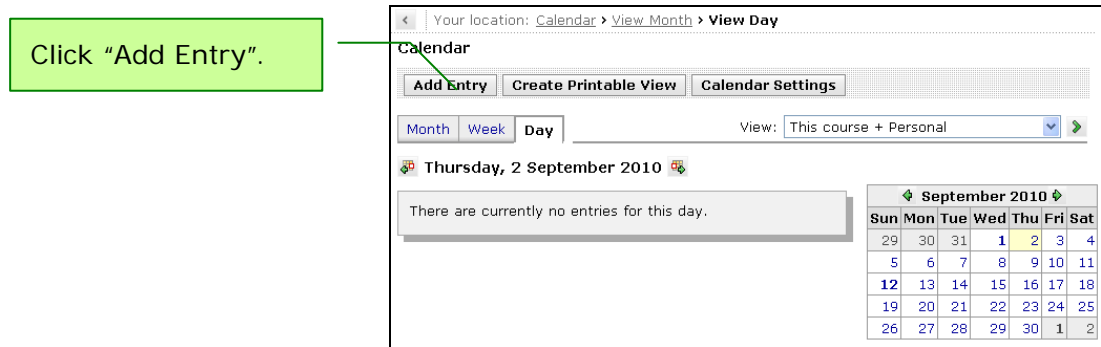 Click “Add Entry”.
Your location: Calendar › View Month › View Day
Calendar
Add Entry Create Printable View Calendar Settings
Month Week Day View: This course + Personal
Thursday, 2 September 2010
There are currently no entries for this day.
September 2010
Sun Mon Tue Wed Thu Fri Sat
29 30 31 1 2 3 4
5 6 7 8 9 10 11
12 13 14 15 16 17 18
19 20 21 22 23 24 25
26 27 28 29 30 1 2